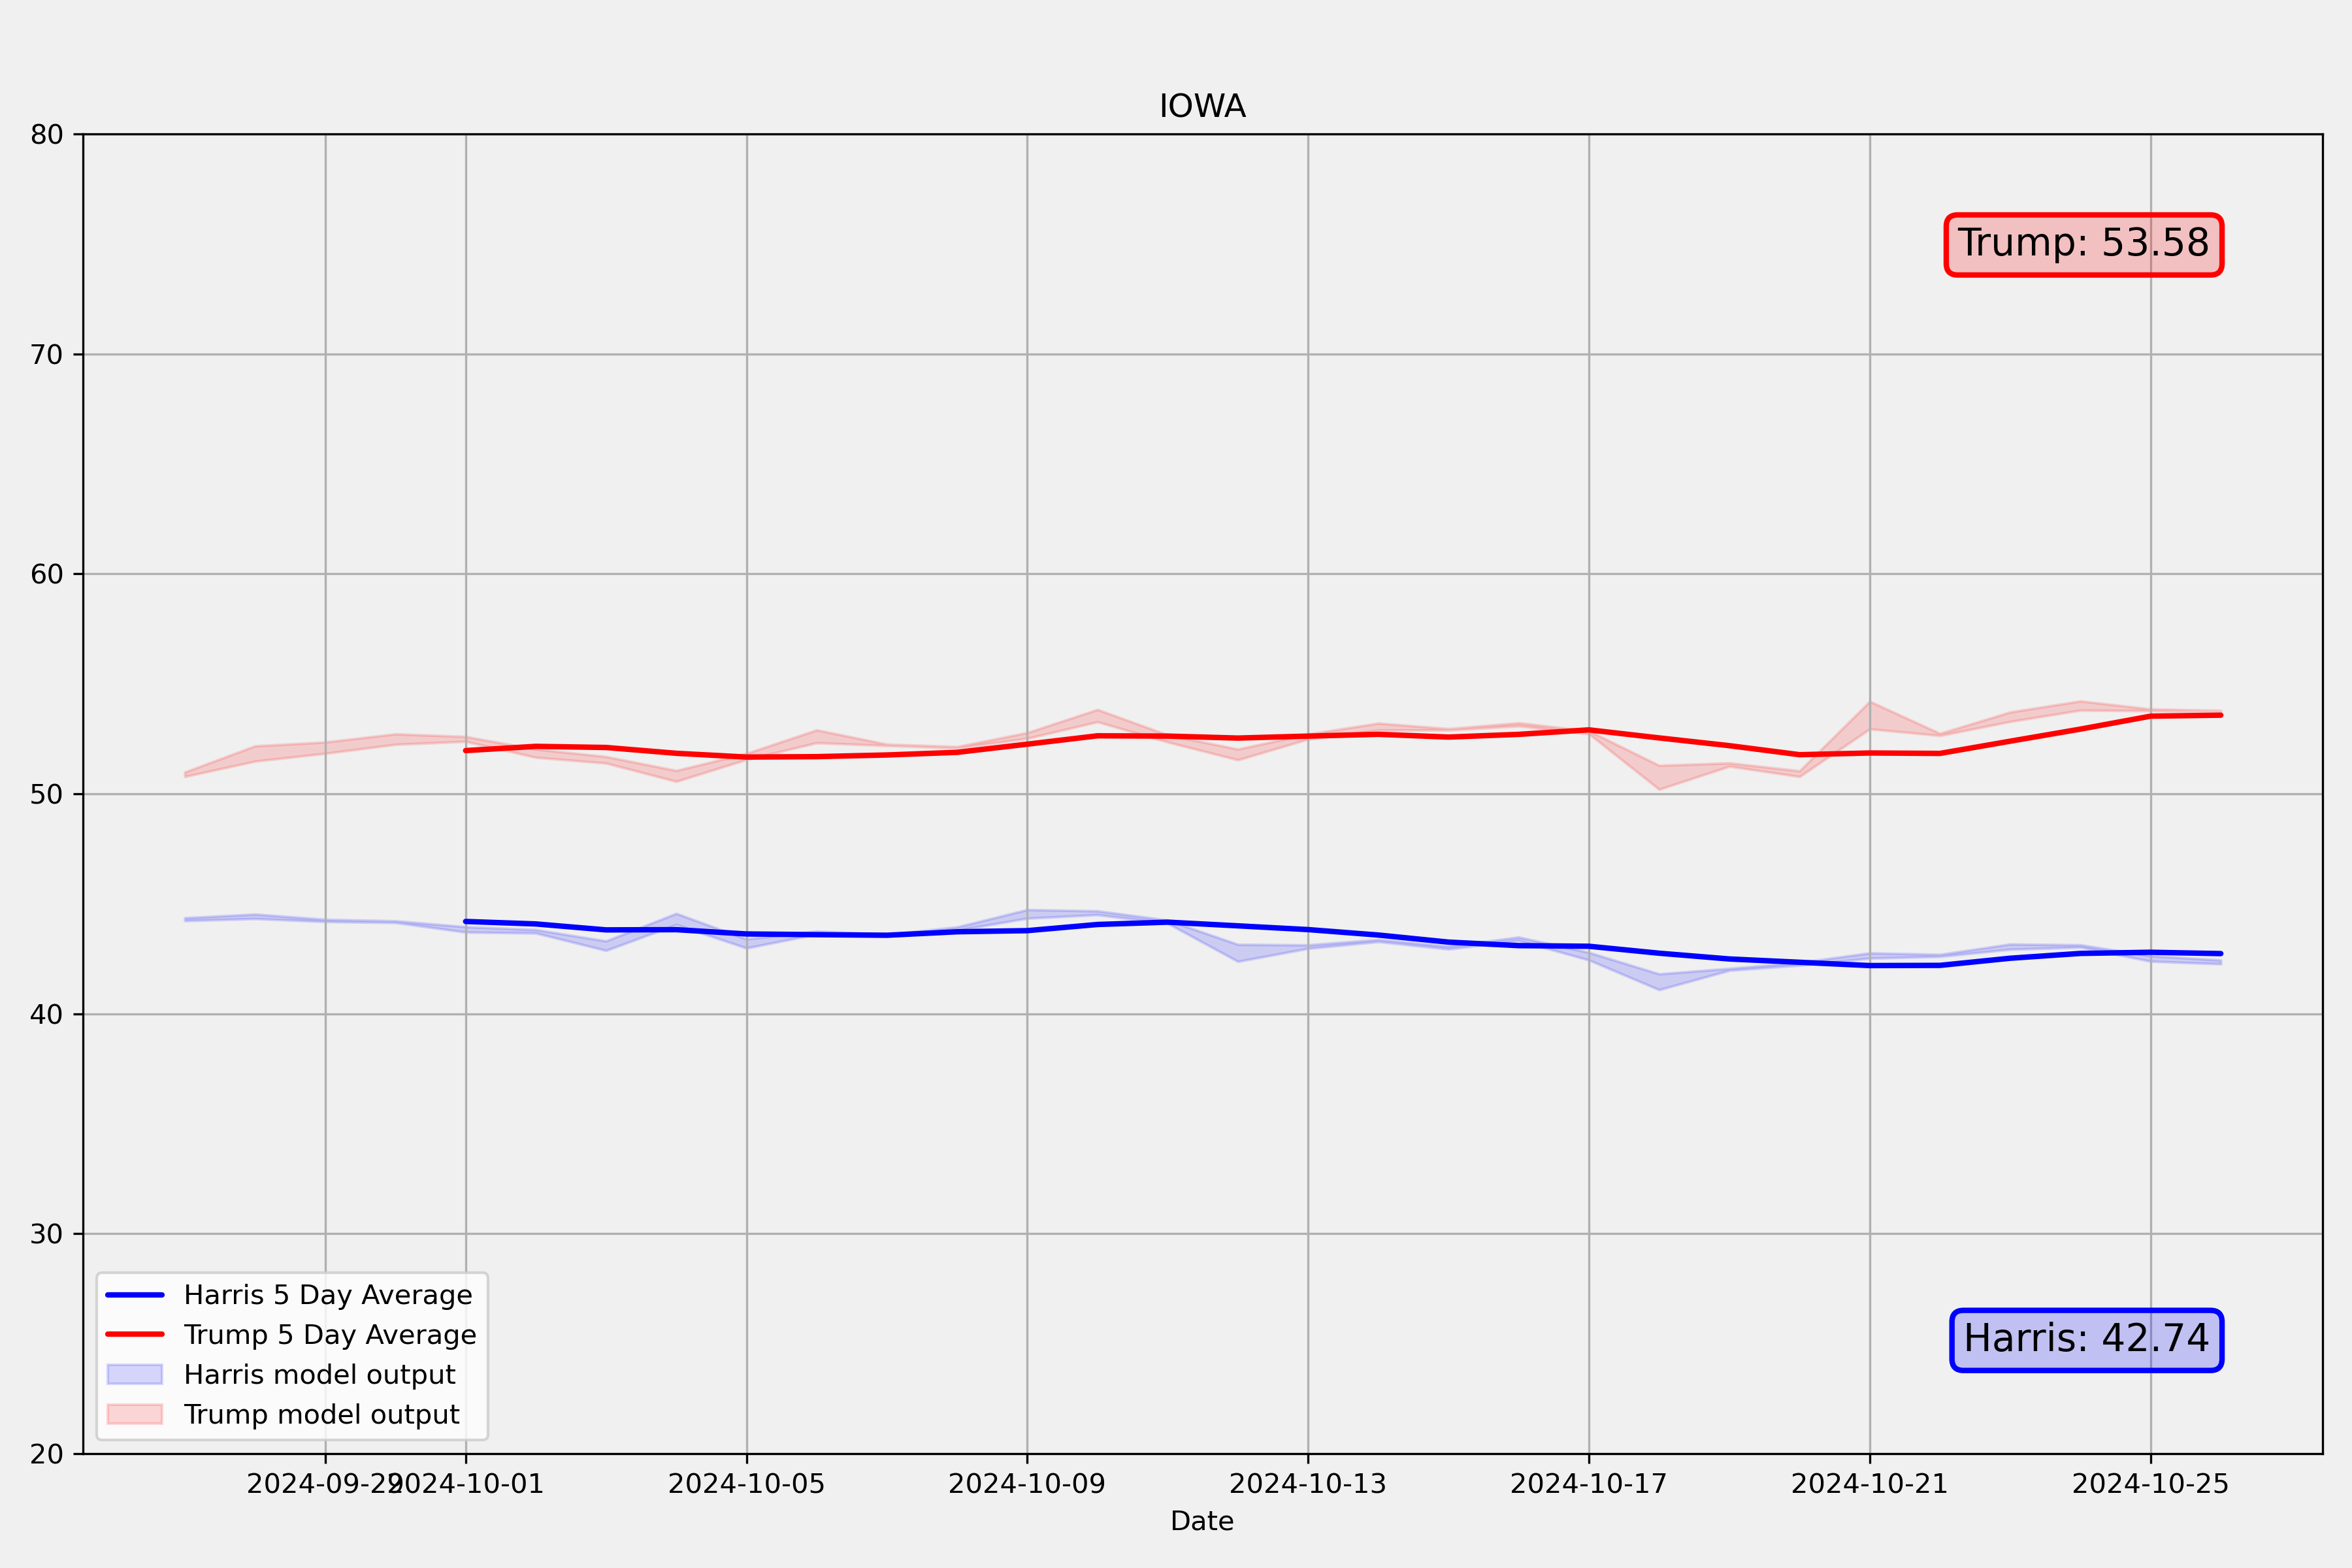 IOWA
80
70
60
50
40
30
20
Trump: 53.58
Harris: 42.74
Harris 5 Day Average
Trump 5 Day Average
Harris model output
Trump model output
2024-09-29 2024-10-01 2024-10-05 2024-10-09 2024-10-13 2024-10-17 2024-10-21 2024-10-25
Date